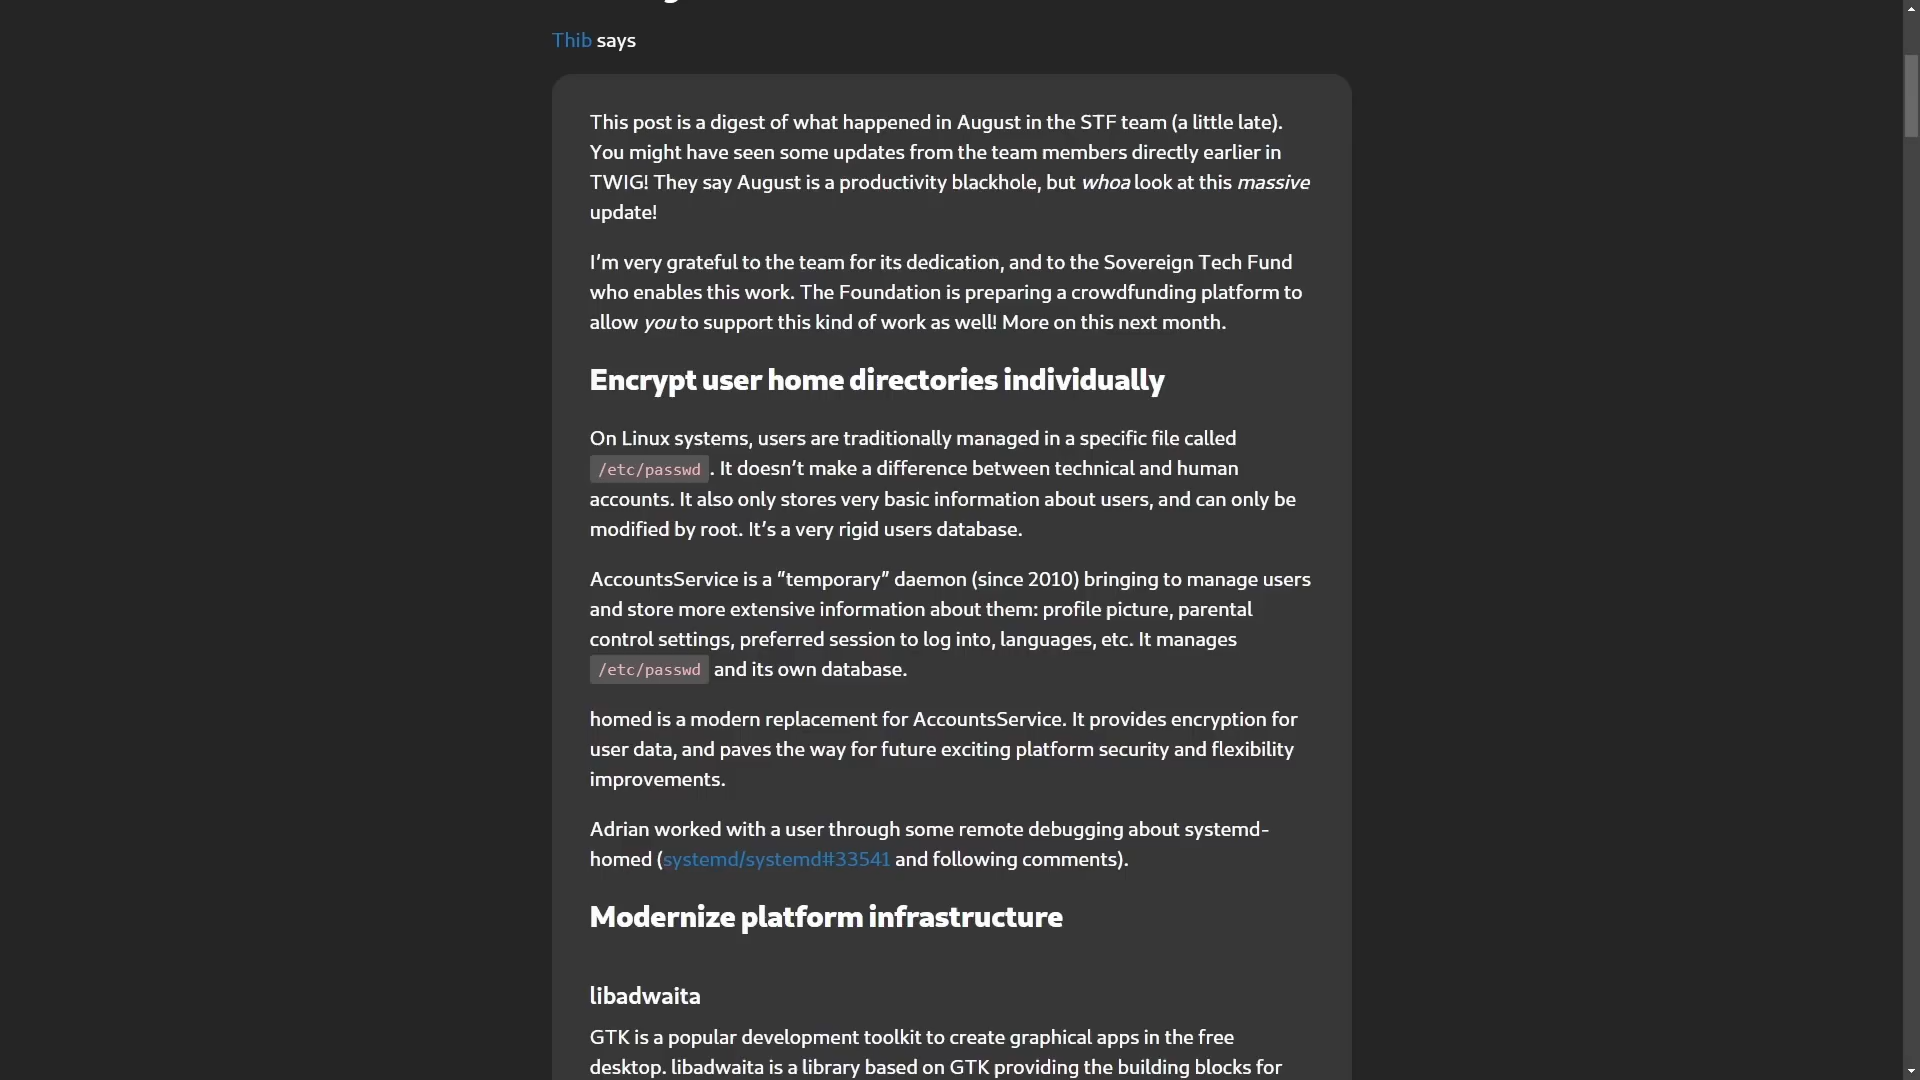 Thib says
This post is a digest of what happened in August in the STF team (a little late).
You might have seen some updates from the team members directly earlier in
TWIG! They say August is a productivity blackhole, but whoa look at this massive
update!
I’m very grateful to the team for its dedication, and to the Sovereign Tech Fund
who enables this work. The Foundation is preparing a crowdfunding platform to
allow you to support this kind of work as well! More on this next month.
Encrypt user home directories individually
On Linux systems, users are traditionally managed in a specific file called
/etc/passwd . It doesn’t make a difference between technical and human
accounts. It also only stores very basic information about users, and can only be
modified by root. It’s a very rigid users database.
AccountsService is a “temporary” daemon (since 2010) bringing to manage users
and store more extensive information about them: profile picture, parental
control settings, preferred session to log into, languages, etc. It manages
/etc/passwd and its own database.
homed is a modern replacement for AccountsService. It provides encryption for
user data, and paves the way for future exciting platform security and flexibility
improvements.
Adrian worked with a user through some remote debugging about systemd-
homed (systemd/systemd#33541 and following comments).
Modernize platform infrastructure
libadwaita
GTK is a popular development toolkit to create graphical apps in the free
desktop. libadwaita is a library based on GTK providing the building blocks for